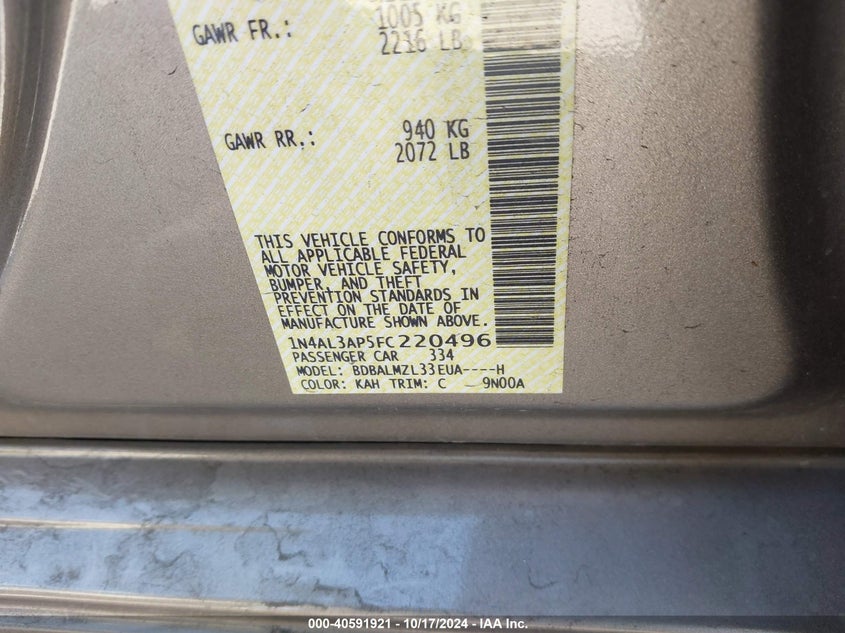 GAWR FR.: 1005 KG
2216 LB
GAWR RR.: 940 KG
2072 LB
THIS VEHICLE CONFORMS TO
ALL APPLICABLE FEDERAL
MOTOR VEHICLE SAFETY,
BUMPER, AND THEFT
PREVENTION STANDARDS IN
EFFECT ON THE DATE OF
MANUFACTURE SHOWN ABOVE.
1N4AL3AP5FC220496
PASSENGER CAR 334
MODEL: BDBALMZL33EUA----H
COLOR: KAH TRIM: C 9N00A
000-40591921 - 10/17/2024 - IAA Inc.